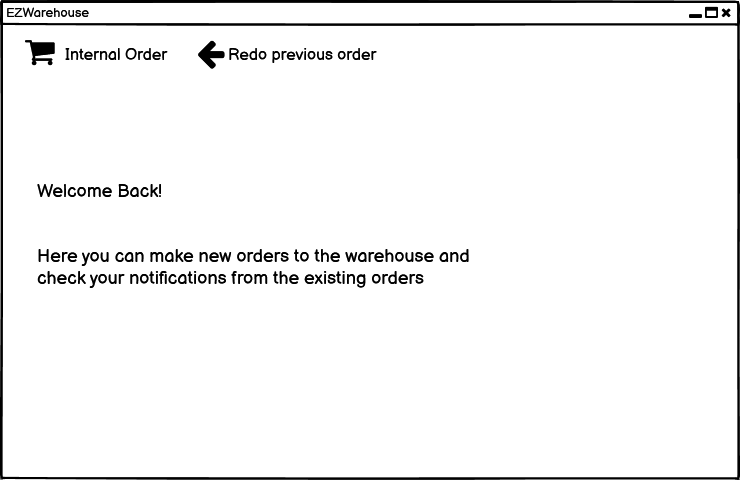 EZWarehouse
Internal Order
Redo previous order
Welcome Back!
Here you can make new orders to the warehouse and
check your notifications from the existing orders